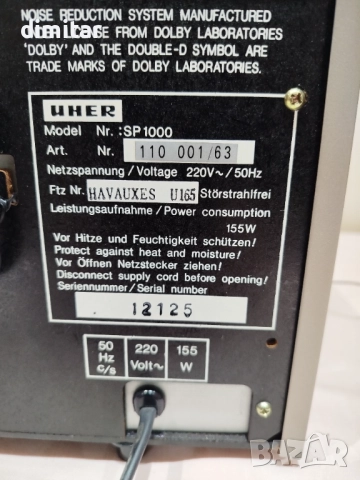 NOISE REDUCTION SYSTEM MANUFACTURED
NSE FROM DOLBY LABORATORIES
'DOLBY' AND THE DOUBLE-D SYMBOL ARE
TRADE MARKS OF DOLBY LABORATORIES.
UHER
Model Nr. :SP1000
Art. Nr. 110 001/63
Netzspannung / Voltage 220V~/ 50Hz
Ftz Nr. HAVAUXES U165 Störstrahlfrei
Leistungsaufnahme / Power consumption
155W
Vor Hitze und Feuchtigkeit schützen!
Protect against heat and moisture!
Vor Öffnen Netzstecker ziehen!
Disconnect supply cord before opening!
Seriennummer / Serial number
12125
50 Hz c/s
220 Volt~
155 W
dimitar
BAZAR